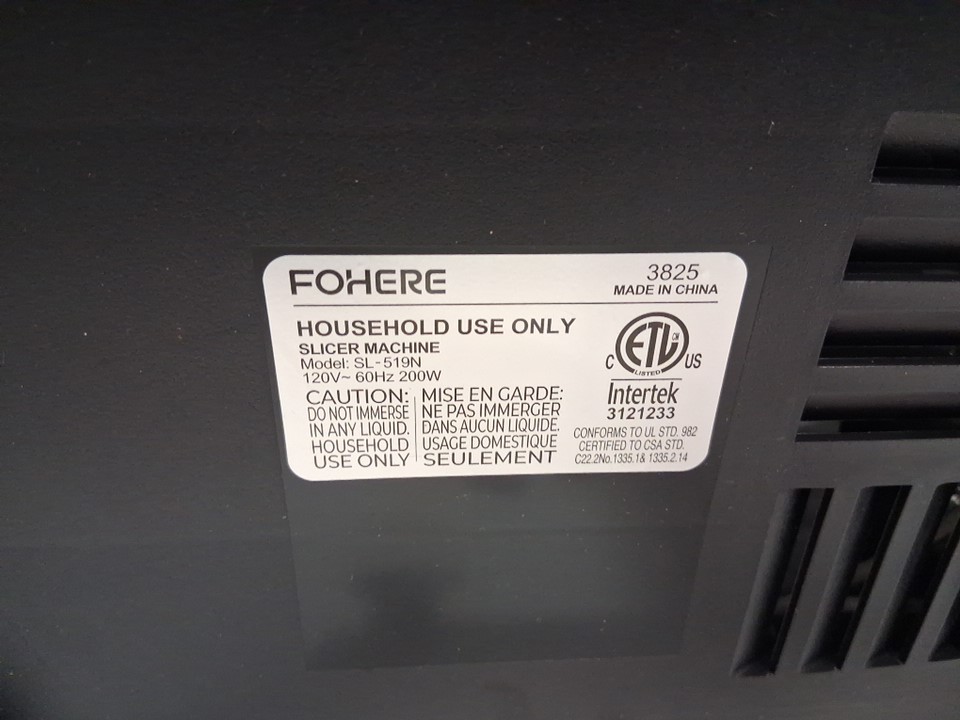 FOHERE
3825
MADE IN CHINA
HOUSEHOLD USE ONLY
SLICER MACHINE
Model: SL-519N
120V~ 60Hz 200W
CAUTION:
DO NOT IMMERSE
IN ANY LIQUID.
HOUSEHOLD
USE ONLY
MISE EN GARDE:
NE PAS IMMERGER
DANS AUCUN LIQUIDE.
USAGE DOMESTIQUE
SEULEMENT
ETL CM
C US
LISTED
Intertek
3121233
CONFORMS TO UL STD. 982
CERTIFIED TO CSA STD.
C22.2No.1335.1& 1335.2.14